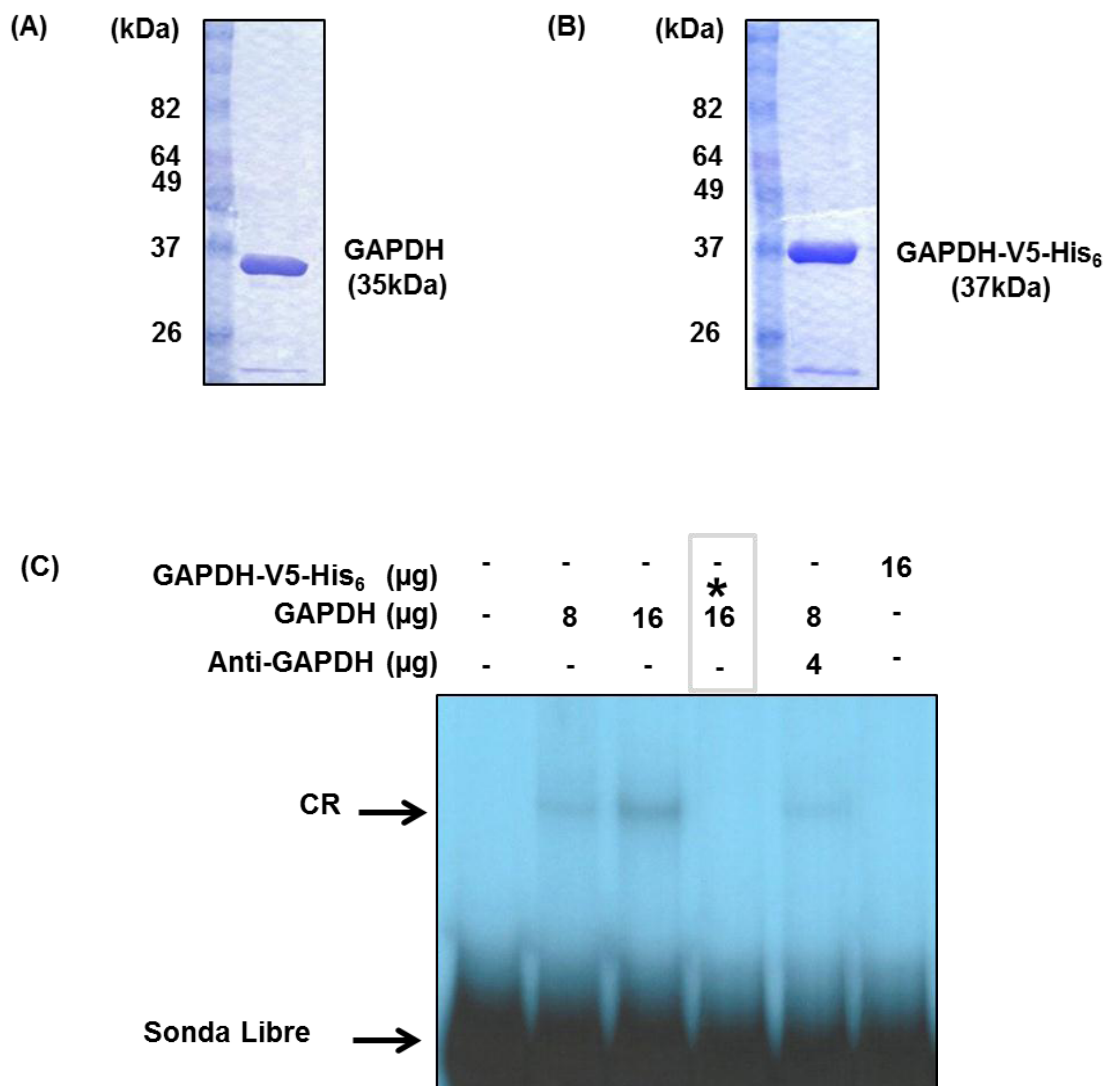 (A) (kDa)
82
64
49
37
26
GAPDH
(35kDa)
(B) (kDa)
82
64
49
37
26
GAPDH-V5-His₆
(37kDa)
(C)
GAPDH-V5-His₆ (µg) - - - - - 16
*
GAPDH (µg) - 8 16 16 8 -
Anti-GAPDH (µg) - - - - 4 -
CR
Sonda Libre